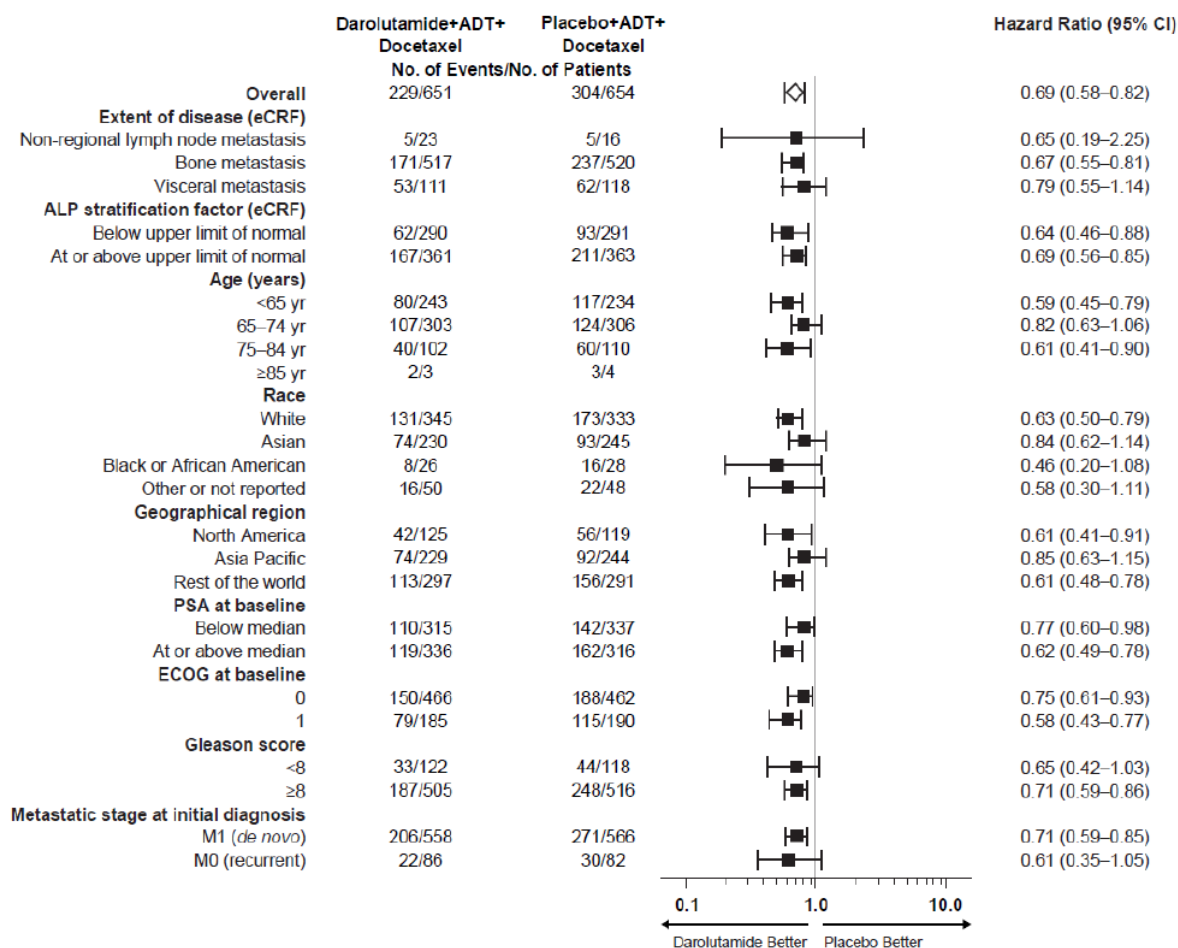 Darolutamide+ADT+ Placebo+ADT+ Hazard Ratio (95% CI)
Docetaxel Docetaxel
No. of Events/No. of Patients
Overall 229/651 304/654 0.69 (0.58–0.82)
Extent of disease (eCRF)
Non-regional lymph node metastasis 5/23 5/16 0.65 (0.19–2.25)
Bone metastasis 171/517 237/520 0.67 (0.55–0.81)
Visceral metastasis 53/111 62/118 0.79 (0.55–1.14)
ALP stratification factor (eCRF)
Below upper limit of normal 62/290 93/291 0.64 (0.46–0.88)
At or above upper limit of normal 167/361 211/363 0.69 (0.56–0.85)
Age (years)
<65 yr 80/243 117/234 0.59 (0.45–0.79)
65–74 yr 107/303 124/306 0.82 (0.63–1.06)
75–84 yr 40/102 60/110 0.61 (0.41–0.90)
≥85 yr 2/3 3/4
Race
White 131/345 173/333 0.63 (0.50–0.79)
Asian 74/230 93/245 0.84 (0.62–1.14)
Black or African American 8/26 16/28 0.46 (0.20–1.08)
Other or not reported 16/50 22/48 0.58 (0.30–1.11)
Geographical region
North America 42/125 56/119 0.61 (0.41–0.91)
Asia Pacific 74/229 92/244 0.85 (0.63–1.15)
Rest of the world 113/297 156/291 0.61 (0.48–0.78)
PSA at baseline
Below median 110/315 142/337 0.77 (0.60–0.98)
At or above median 119/336 162/316 0.62 (0.49–0.78)
ECOG at baseline
0 150/466 188/462 0.75 (0.61–0.93)
1 79/185 115/190 0.58 (0.43–0.77)
Gleason score
<8 33/122 44/118 0.65 (0.42–1.03)
≥8 187/505 248/516 0.71 (0.59–0.86)
Metastatic stage at initial diagnosis
M1 (de novo) 206/558 271/566 0.71 (0.59–0.85)
M0 (recurrent) 22/86 30/82 0.61 (0.35–1.05)
0.1 1.0 10.0
Darolutamide Better Placebo Better